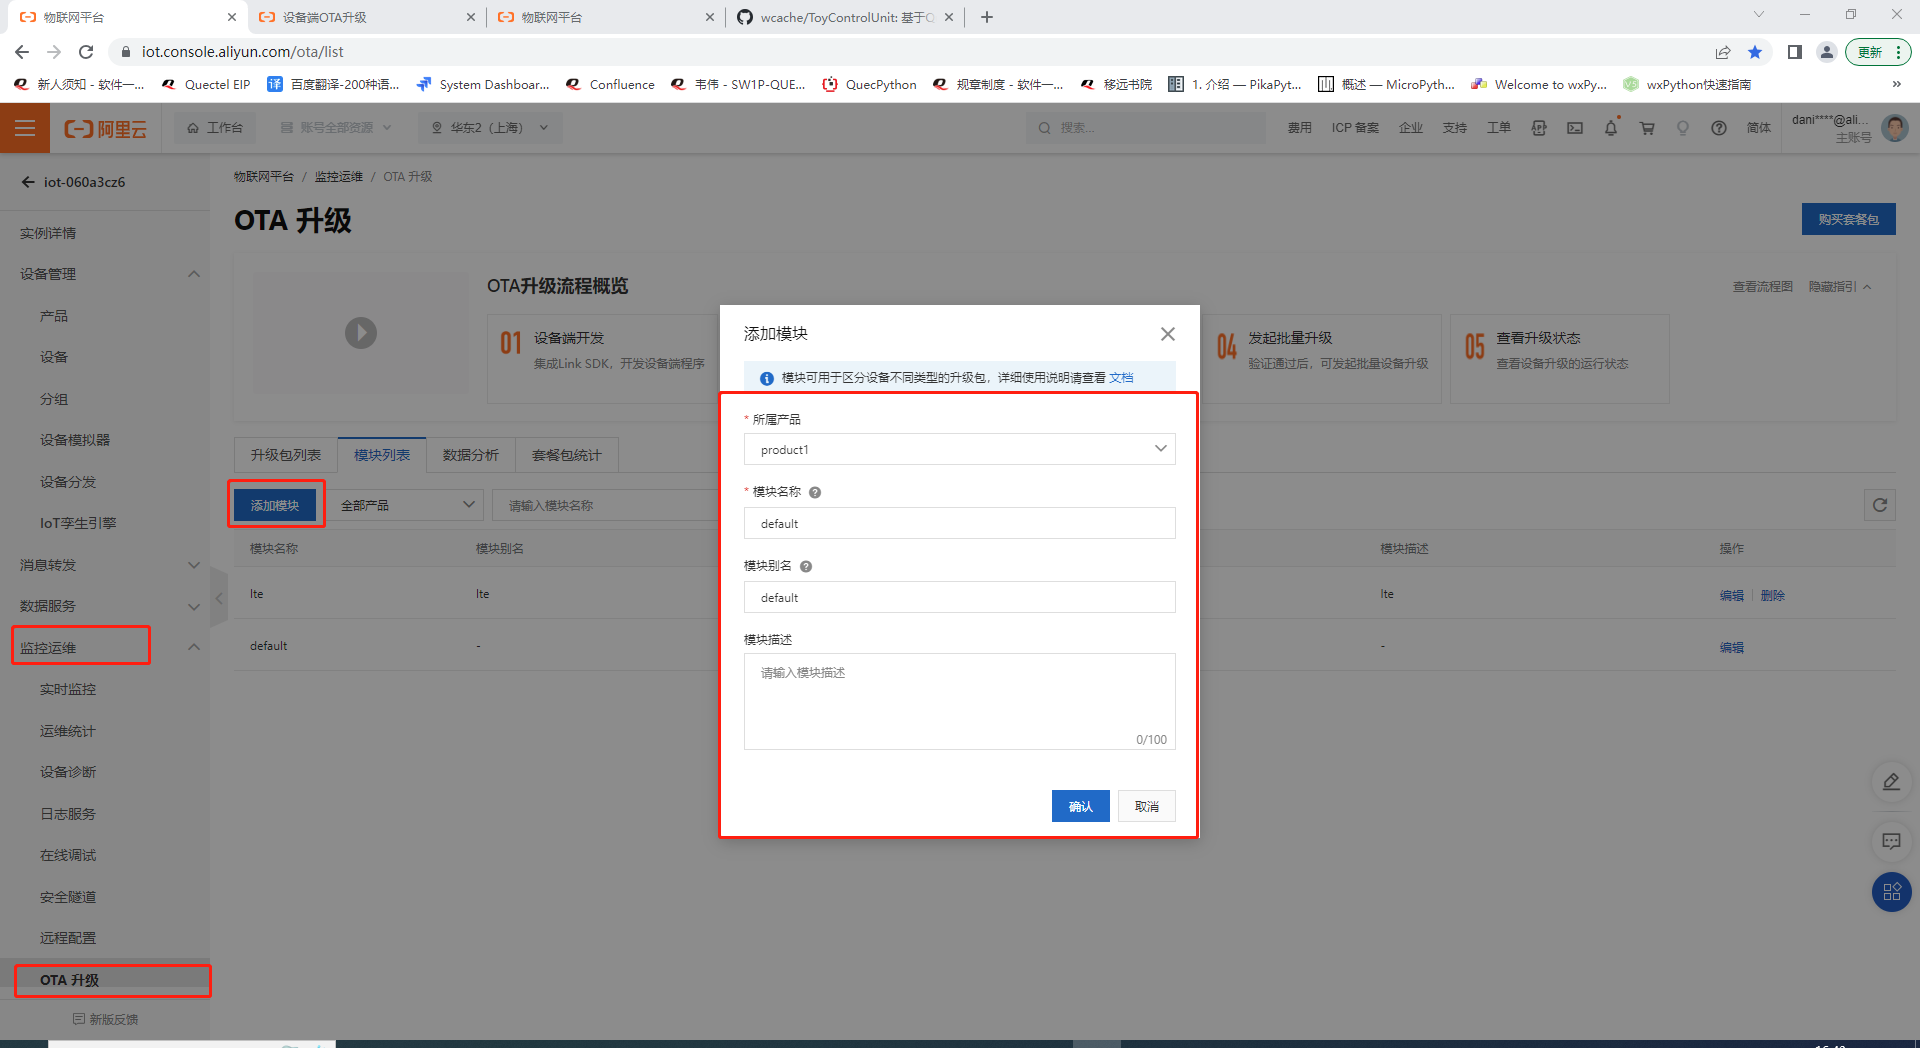 物联网平台
设备端OTA升级
物联网平台
wcache/ToyControlUnit: 基于Q
iot.console.aliyun.com/ota/list
更新
新人须知 - 软件一...
Quectel EIP
百度翻译-200种语...
System Dashboar...
Confluence
韦伟 - SW1P-QUE...
QuecPython
规章制度 - 软件一...
移远书院
1. 介绍 — PikaPyt...
概述 — MicroPyth...
Welcome to wxPy...
wxPython快速指南
»
阿里云
工作台
账号全部资源
华东2（上海）
搜索...
费用
ICP 备案
企业
支持
工单
简体
dani****@ali...
主账号
iot-060a3cz6
物联网平台 / 监控运维 / OTA 升级
OTA 升级
购买套餐包
实例详情
设备管理
产品
设备
分组
设备模拟器
设备分发
IoT孪生引擎
消息转发
数据服务
监控运维
实时监控
运维统计
设备诊断
日志服务
在线调试
安全隧道
远程配置
OTA 升级
新版反馈
OTA升级流程概览
查看流程图
隐藏指引
01 设备端开发
集成Link SDK，开发设备端程序
04 发起批量升级
验证通过后，可发起批量设备升级
05 查看升级状态
查看设备升级的运行状态
升级包列表
模块列表
数据分析
套餐包统计
添加模块
全部产品
请输入模块名称
模块名称
模块别名
模块描述
操作
lte
lte
lte
编辑
删除
default
-
-
编辑
添加模块
模块可用于区分设备不同类型的升级包，详细使用说明请查看 文档
* 所属产品
product1
* 模块名称
default
模块别名
default
模块描述
请输入模块描述
0/100
确认
取消